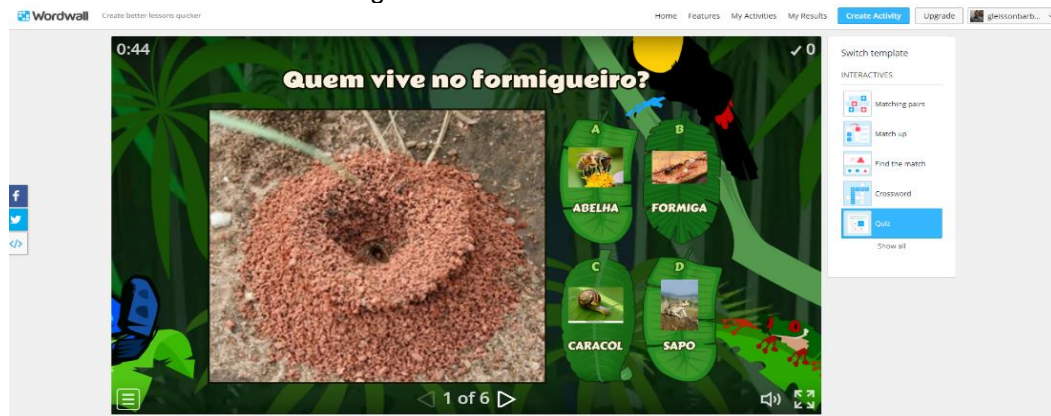 Wordwall Create better lessons quicker Home Features My Activities My Results Create Activity Upgrade gleissontbarb...
0:44 ✓ 0
Quem vive no formigueiro?
A B
ABELHA FORMIGA
C D
CARACOL SAPO
1 of 6
Switch template
INTERACTIVES
Matching pairs
Match up
Find the match
Crossword
Quiz
Show all
f